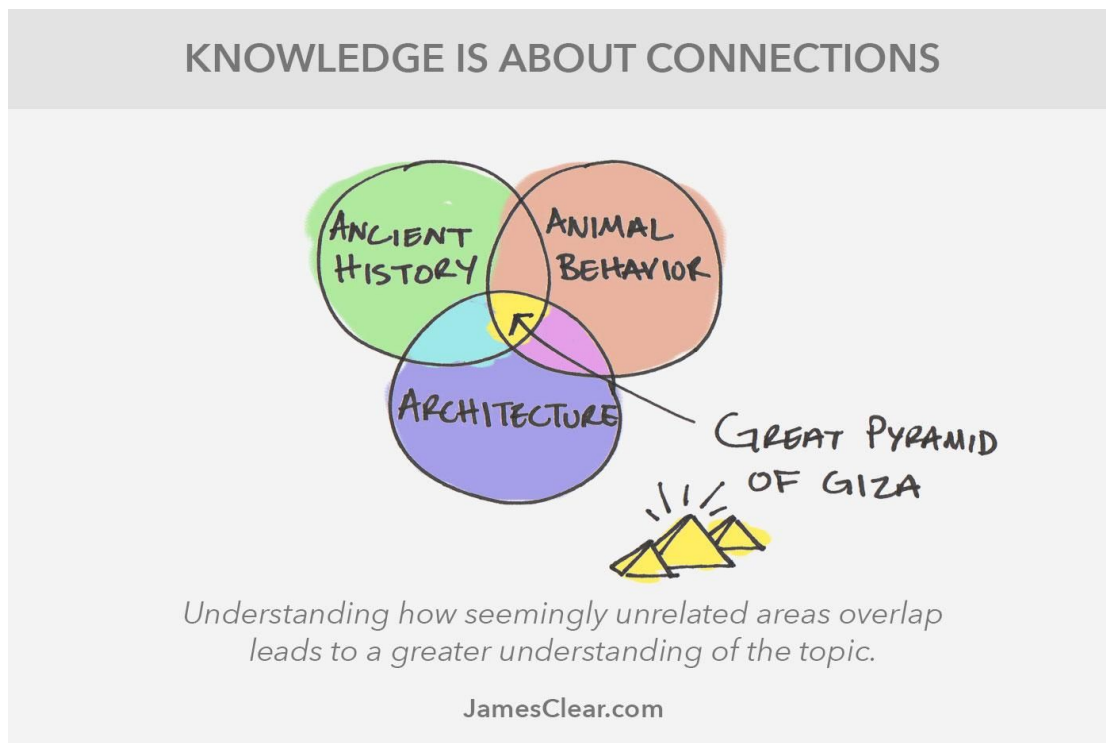 KNOWLEDGE IS ABOUT CONNECTIONS
ANCIENT
HISTORY
ANIMAL
BEHAVIOR
ARCHITECTURE
GREAT PYRAMID
OF GIZA
Understanding how seemingly unrelated areas overlap
leads to a greater understanding of the topic.
JamesClear.com